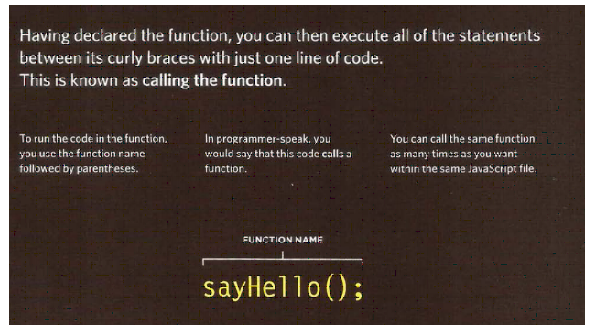 Having declared the function, you can then execute all of the statements
between its curly braces with just one line of code.
This is known as calling the function.
To run the code in the function,
you use the function name
followed by parentheses.
In programmer-speak, you
would say that this code calls a
function.
You can call the same function
as many times as you want
within the same JavaScript file.
FUNCTION NAME
sayHello();